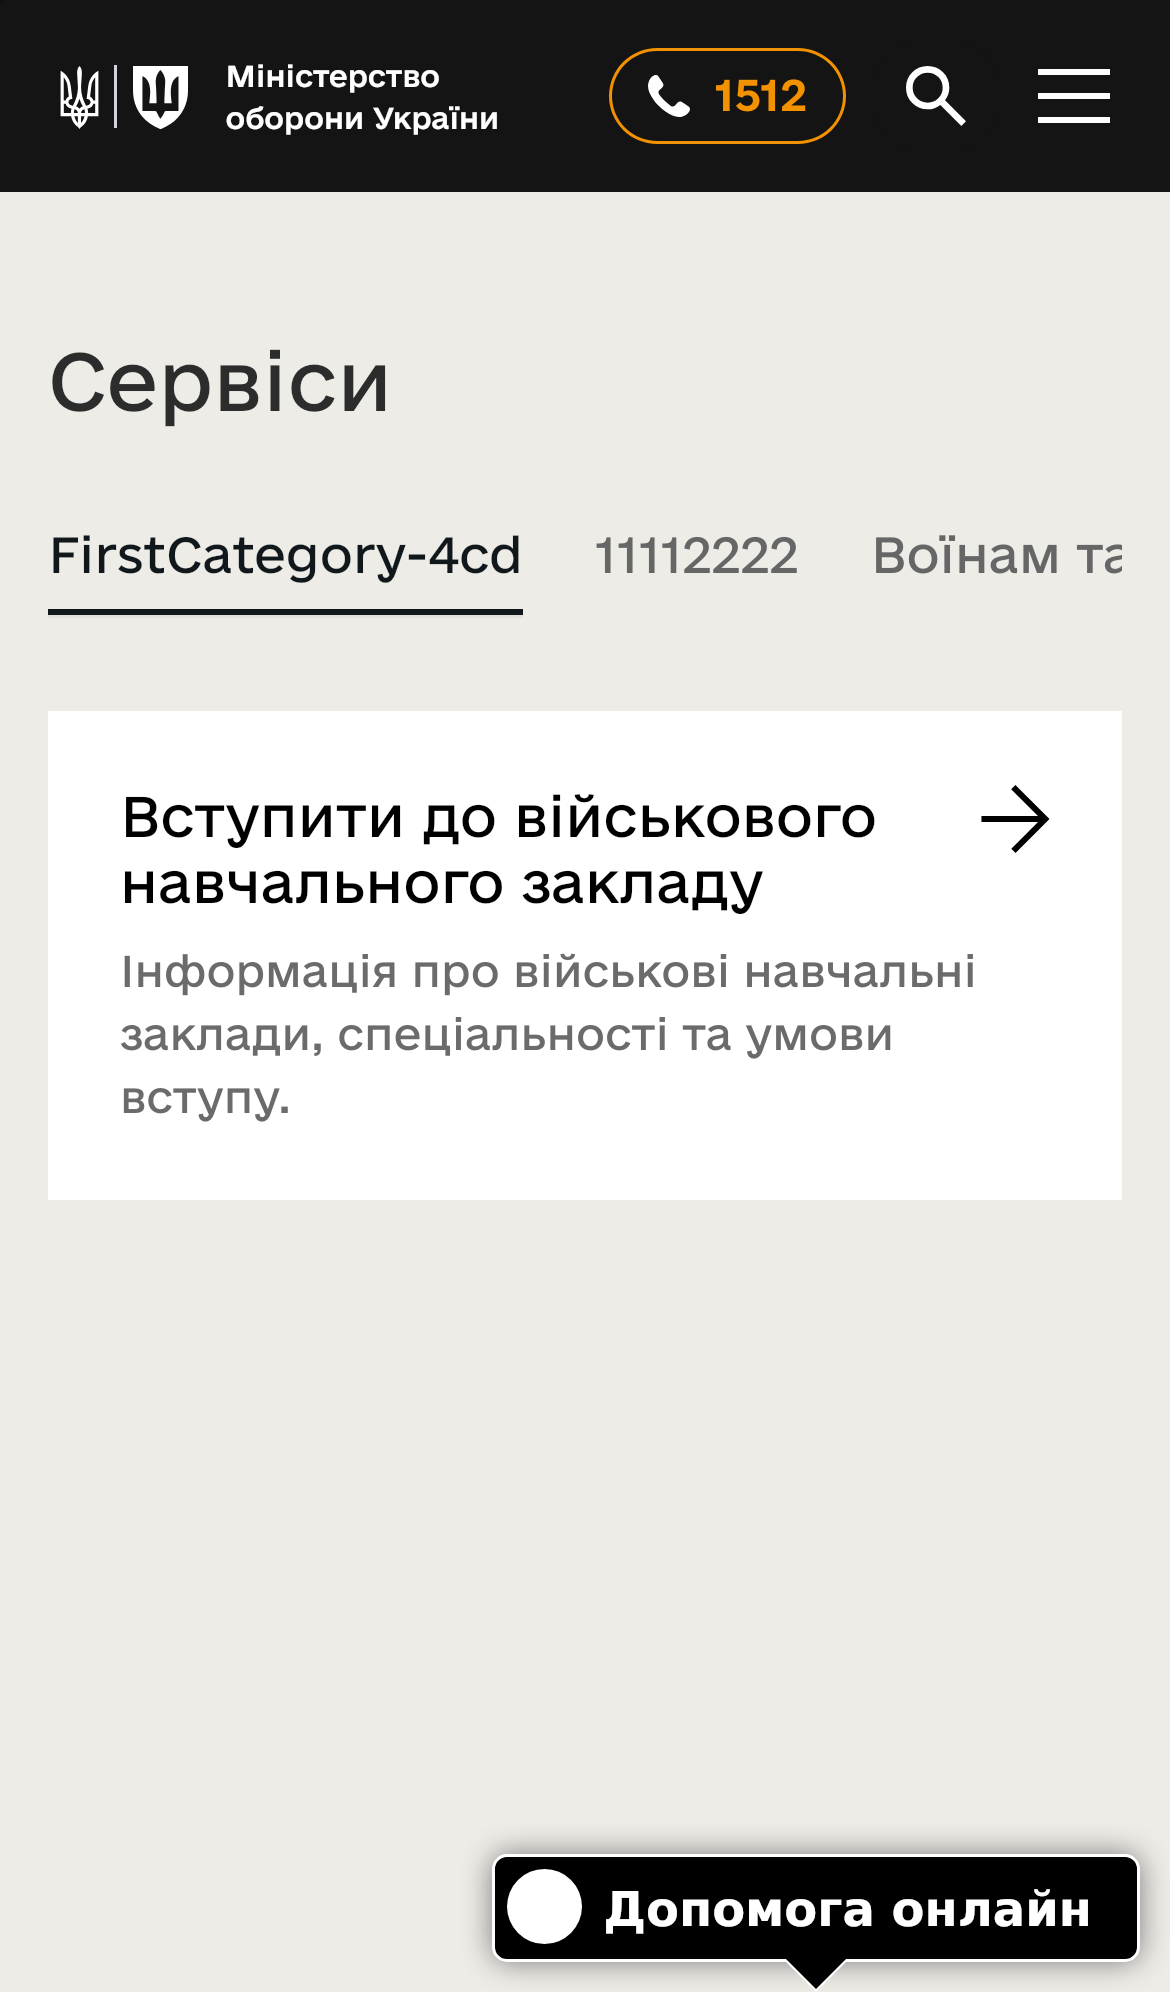 Міністерство
оборони України
1512
Сервіси
FirstCategory-4cd 11112222 Воїнам та
Вступити до військового
навчального закладу
Інформація про військові навчальні
заклади, спеціальності та умови
вступу.
Допомога онлайн